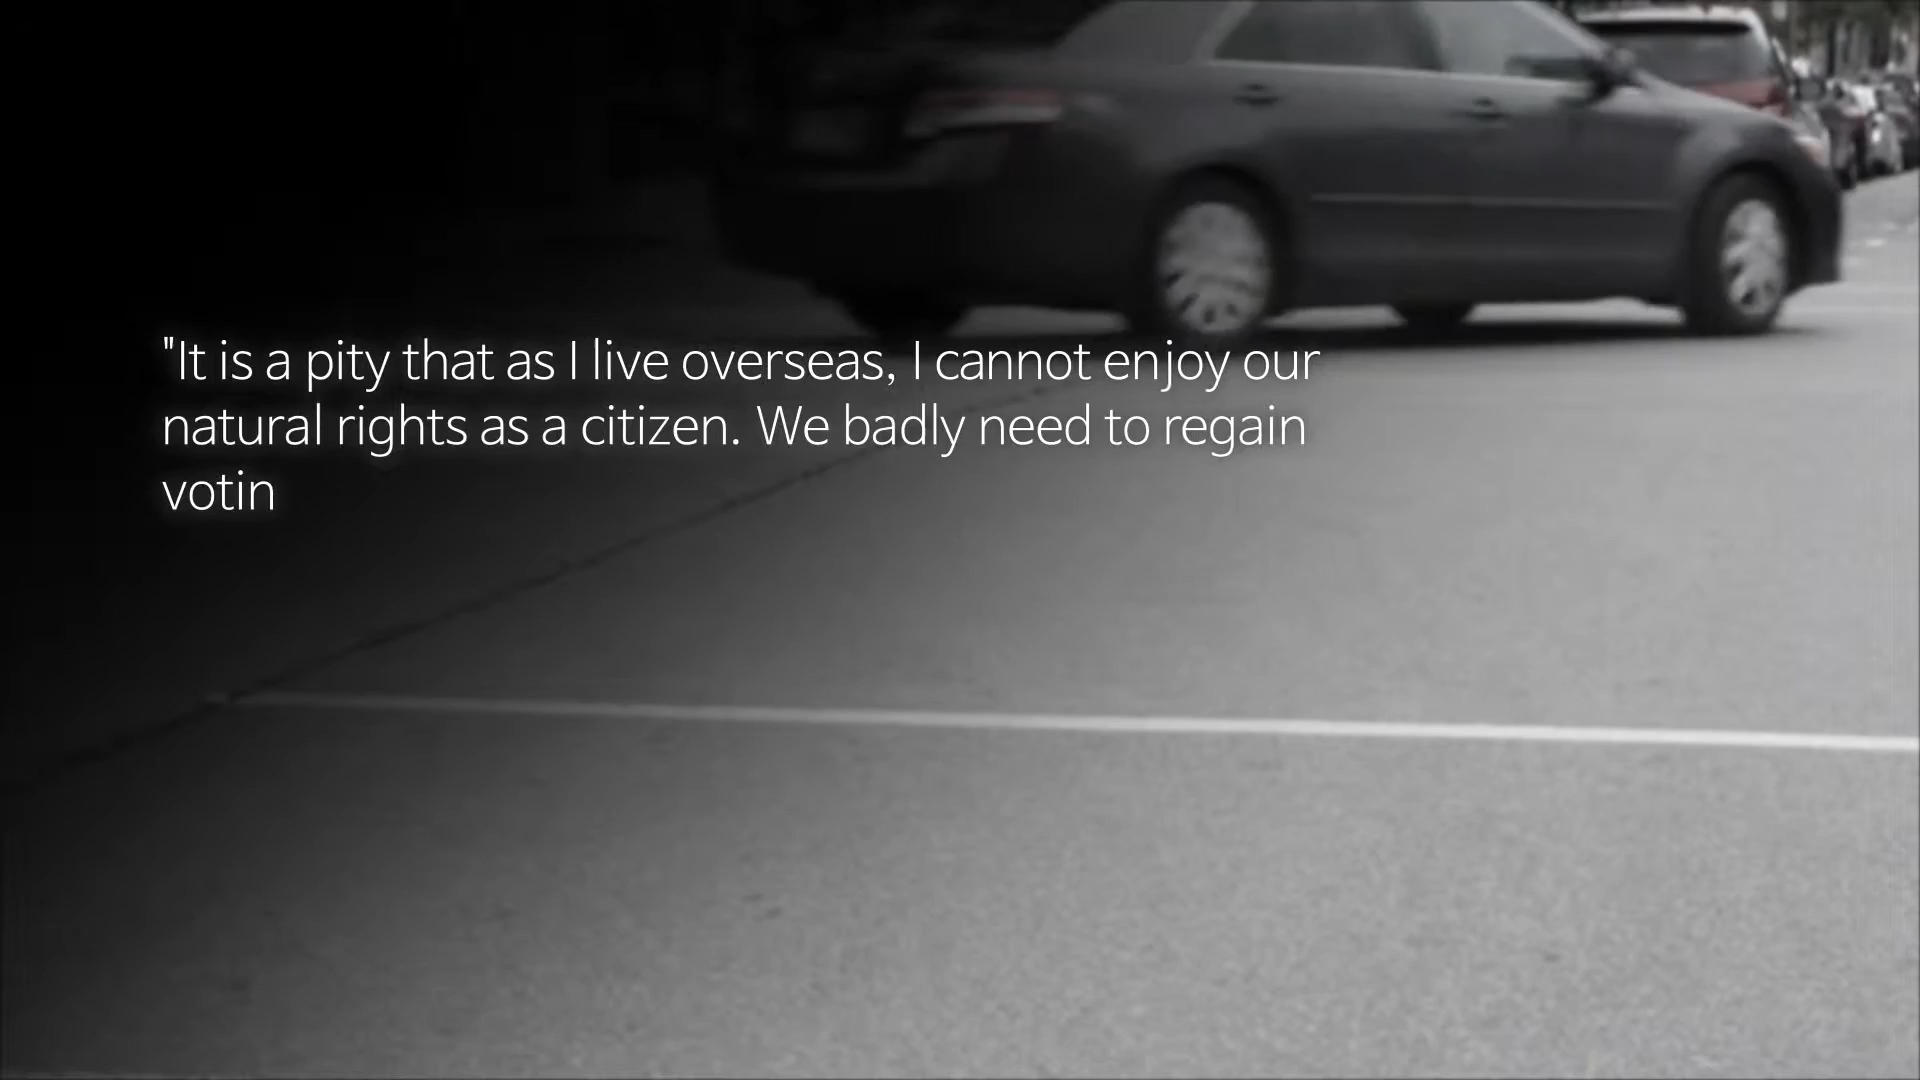 "It is a pity that as I live overseas, I cannot enjoy our
natural rights as a citizen. We badly need to regain
votin